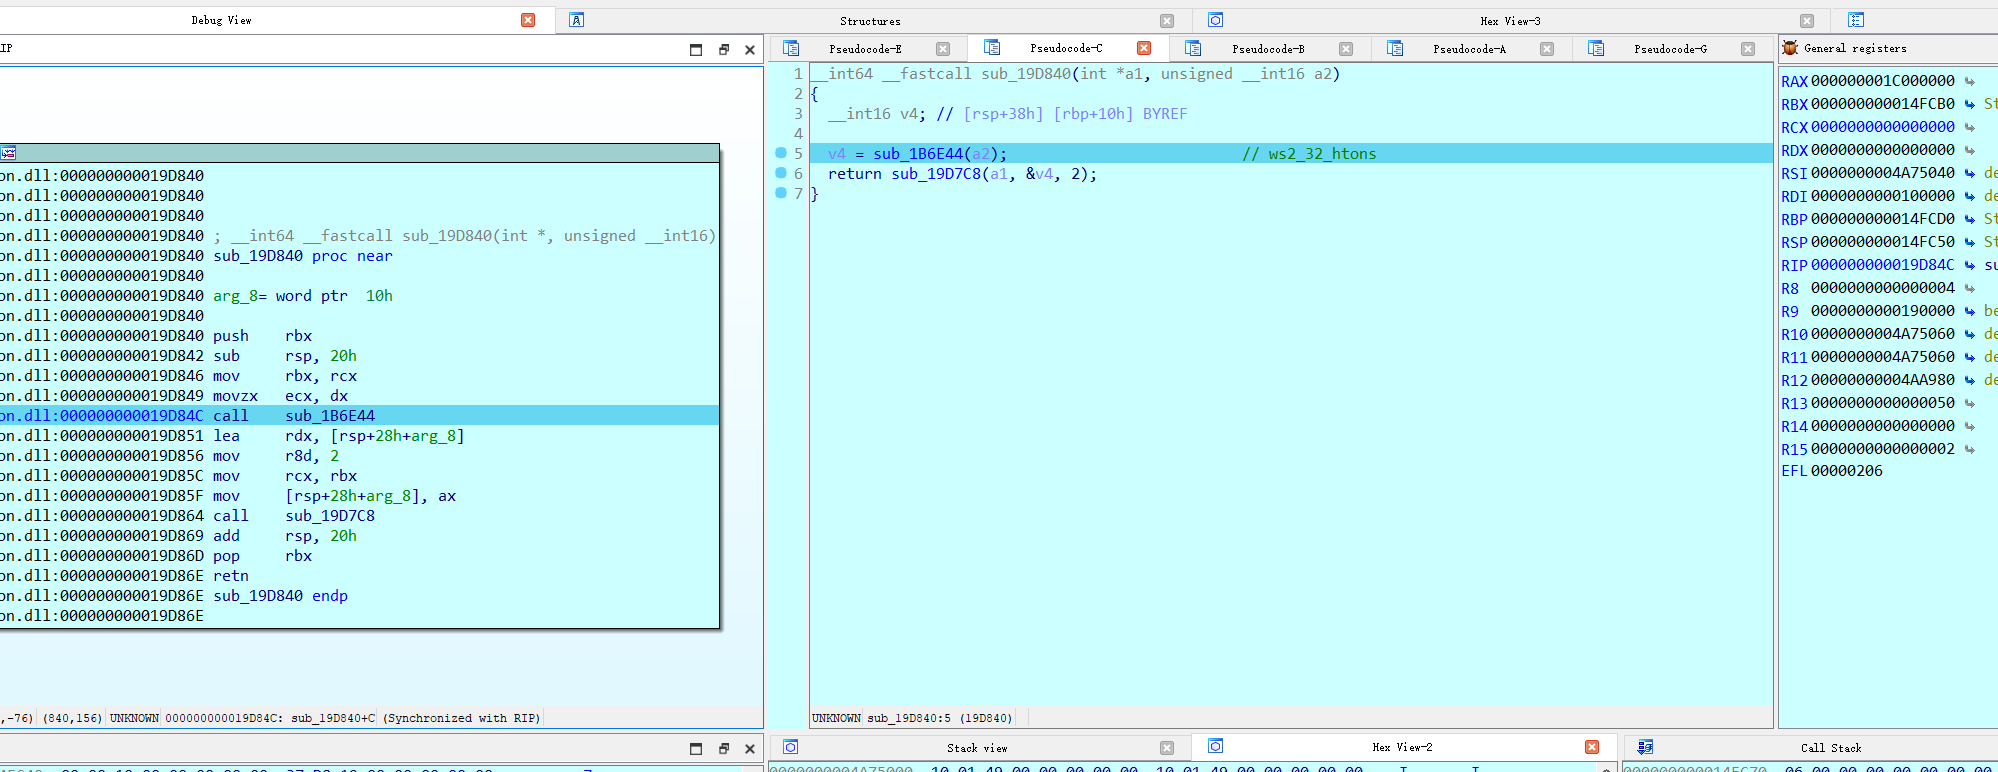 Debug View
Structures
Hex View-3
IP
Pseudocode-E
Pseudocode-C
Pseudocode-B
Pseudocode-A
Pseudocode-G
General registers
on.dll:000000000019D840
on.dll:000000000019D840
on.dll:000000000019D840
on.dll:000000000019D840 ; __int64 __fastcall sub_19D840(int *, unsigned __int16)
on.dll:000000000019D840 sub_19D840 proc near
on.dll:000000000019D840
on.dll:000000000019D840 arg_8= word ptr  10h
on.dll:000000000019D840
on.dll:000000000019D840 push    rbx
on.dll:000000000019D842 sub     rsp, 20h
on.dll:000000000019D846 mov     rbx, rcx
on.dll:000000000019D849 movzx   ecx, dx
on.dll:000000000019D84C call    sub_1B6E44
on.dll:000000000019D851 lea     rdx, [rsp+28h+arg_8]
on.dll:000000000019D856 mov     r8d, 2
on.dll:000000000019D85C mov     rcx, rbx
on.dll:000000000019D85F mov     [rsp+28h+arg_8], ax
on.dll:000000000019D864 call    sub_19D7C8
on.dll:000000000019D869 add     rsp, 20h
on.dll:000000000019D86D pop     rbx
on.dll:000000000019D86E retn
on.dll:000000000019D86E sub_19D840 endp
on.dll:000000000019D86E
,-76) (840,156) UNKNOWN 000000000019D84C: sub_19D840+C (Synchronized with RIP)
1 __int64 __fastcall sub_19D840(int *a1, unsigned __int16 a2)
2 {
3   __int16 v4; // [rsp+38h] [rbp+10h] BYREF
4
5   v4 = sub_1B6E44(a2);                          // ws2_32_htons
6   return sub_19D7C8(a1, &v4, 2);
7 }
UNKNOWN sub_19D840:5 (19D840)
RAX 000000001C000000
RBX 000000000014FCB0 St
RCX 0000000000000000
RDX 0000000000000000
RSI 0000000004A75040 de
RDI 0000000000100000 de
RBP 000000000014FCD0 St
RSP 000000000014FC50 St
RIP 000000000019D84C su
R8 0000000000000004
R9 0000000000190000 be
R10 0000000004A75060 de
R11 0000000004A75060 de
R12 0000000004AA980 de
R13 0000000000000050
R14 0000000000000000
R15 0000000000000002
EFL 00000206
Stack view
Hex View-2
Call Stack